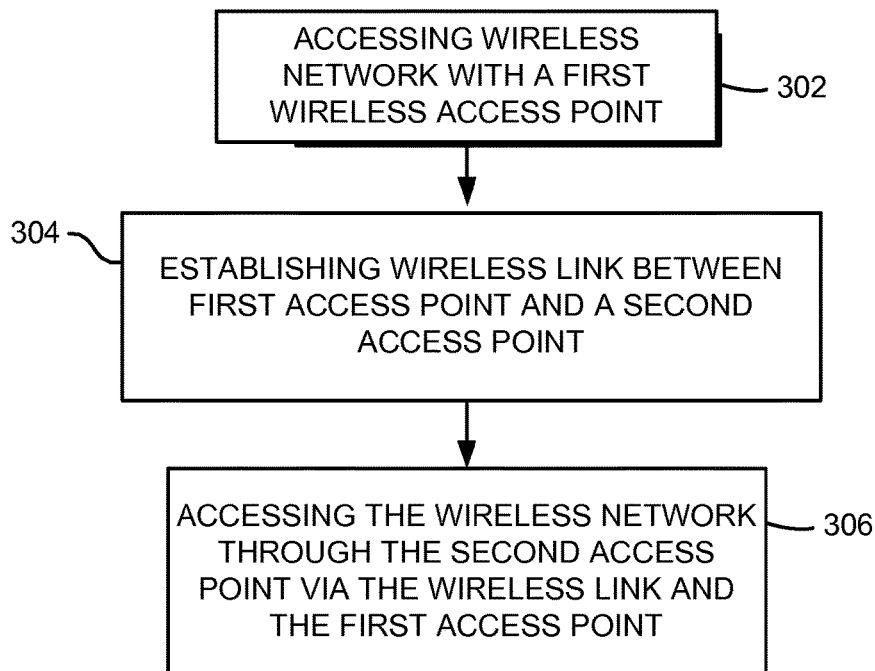 ACCESSING WIRELESS
NETWORK WITH A FIRST
WIRELESS ACCESS POINT
302
304
ESTABLISHING WIRELESS LINK BETWEEN
FIRST ACCESS POINT AND A SECOND
ACCESS POINT
ACCESSING THE WIRELESS NETWORK
THROUGH THE SECOND ACCESS
POINT VIA THE WIRELESS LINK AND
THE FIRST ACCESS POINT
306